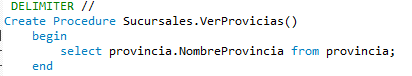 DELIMITER //
Create Procedure Sucursales.VerProvicias()
begin
select provincia.NombreProvincia from provincia;
end